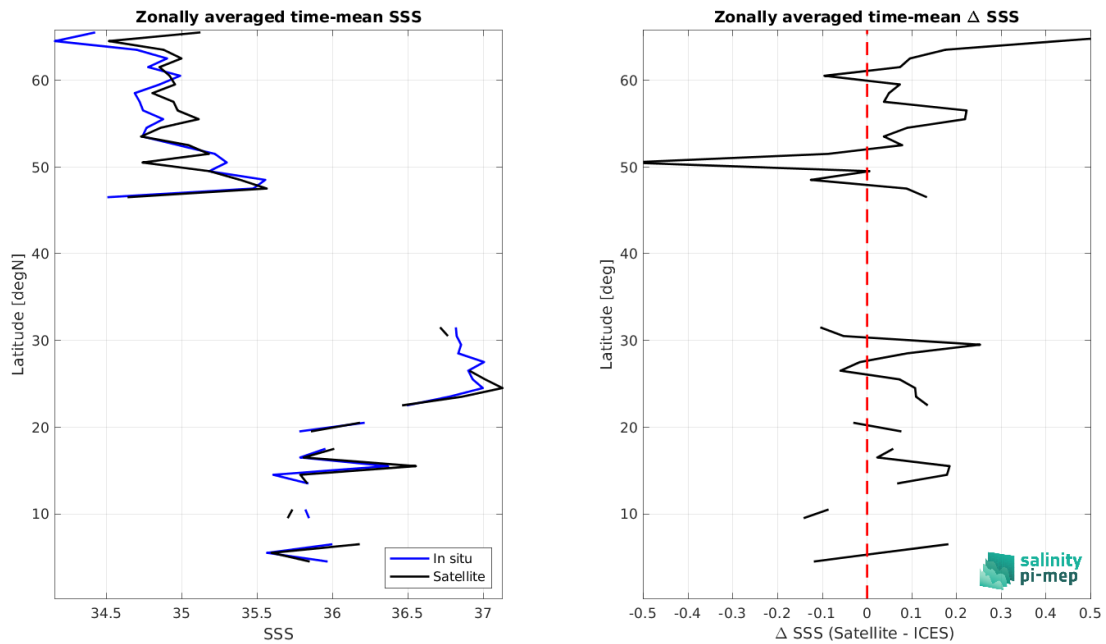 Zonally averaged time-mean SSS
Latitude [degN]
60
50
40
30
20
10
34.5
35
35.5
36
36.5
37
SSS
In situ
Satellite
Zonally averaged time-mean Δ SSS
Latitude [deg]
60
50
40
30
20
10
-0.5
-0.4
-0.3
-0.2
-0.1
0
0.1
0.2
0.3
0.4
0.5
Δ SSS (Satellite - ICES)
salinity
pi-mep